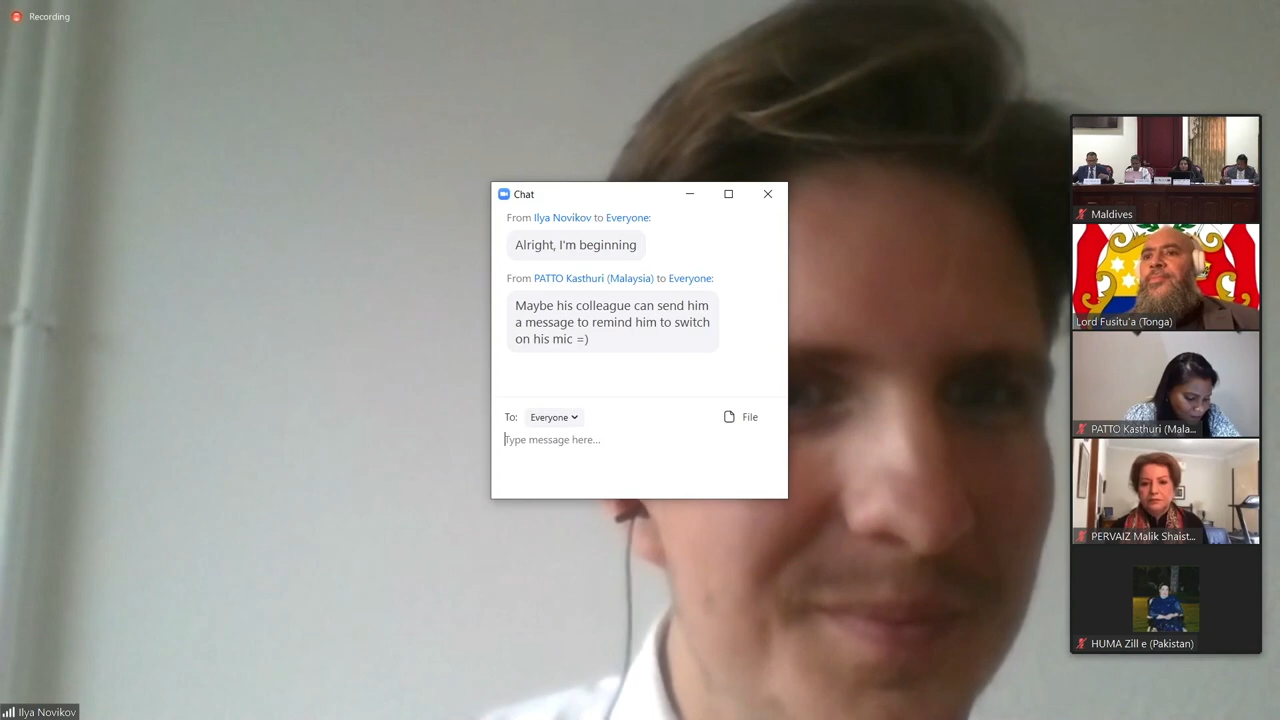 Recording
Chat
From Ilya Novikov to Everyone:
Alright, I'm beginning
From PATTO Kasthuri (Malaysia) to Everyone:
Maybe his colleague can send him
a message to remind him to switch
on his mic =)
To: Everyone
File
Type message here...
Maldives
Lord Fusitu'a (Tonga)
PATTO Kasthuri (Mala...
PERVAIZ Malik Shaist...
HUMA Zill e (Pakistan)
Ilya Novikov